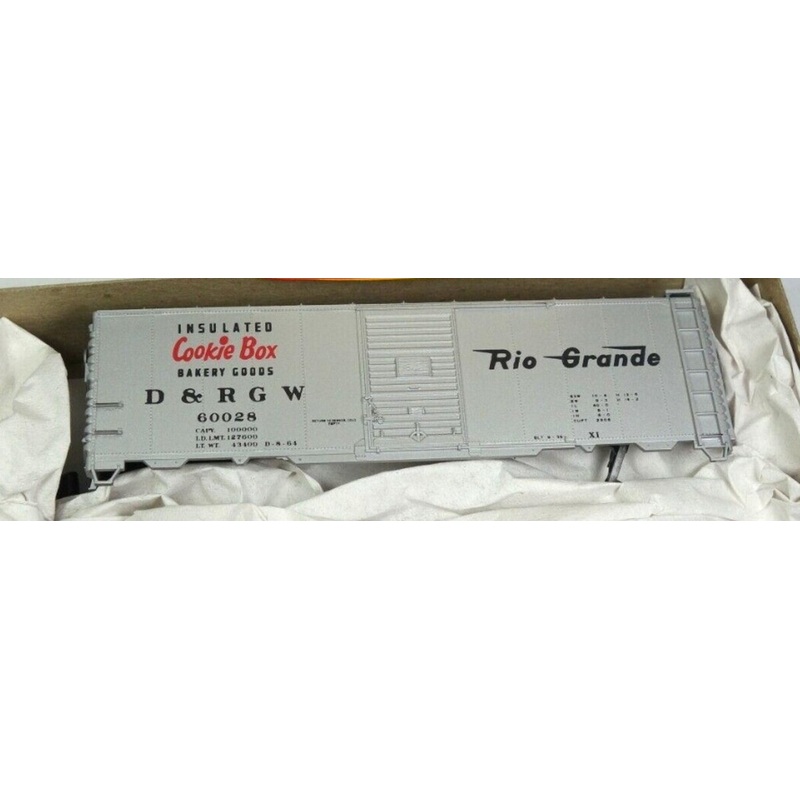 INSULATED
Cookie Box
BAKERY GOODS
D & R G W
60028
CAPY. 100000
LD.LMT. 127600
LT. WT. 43400 D-8-64
Rio Grande
X1